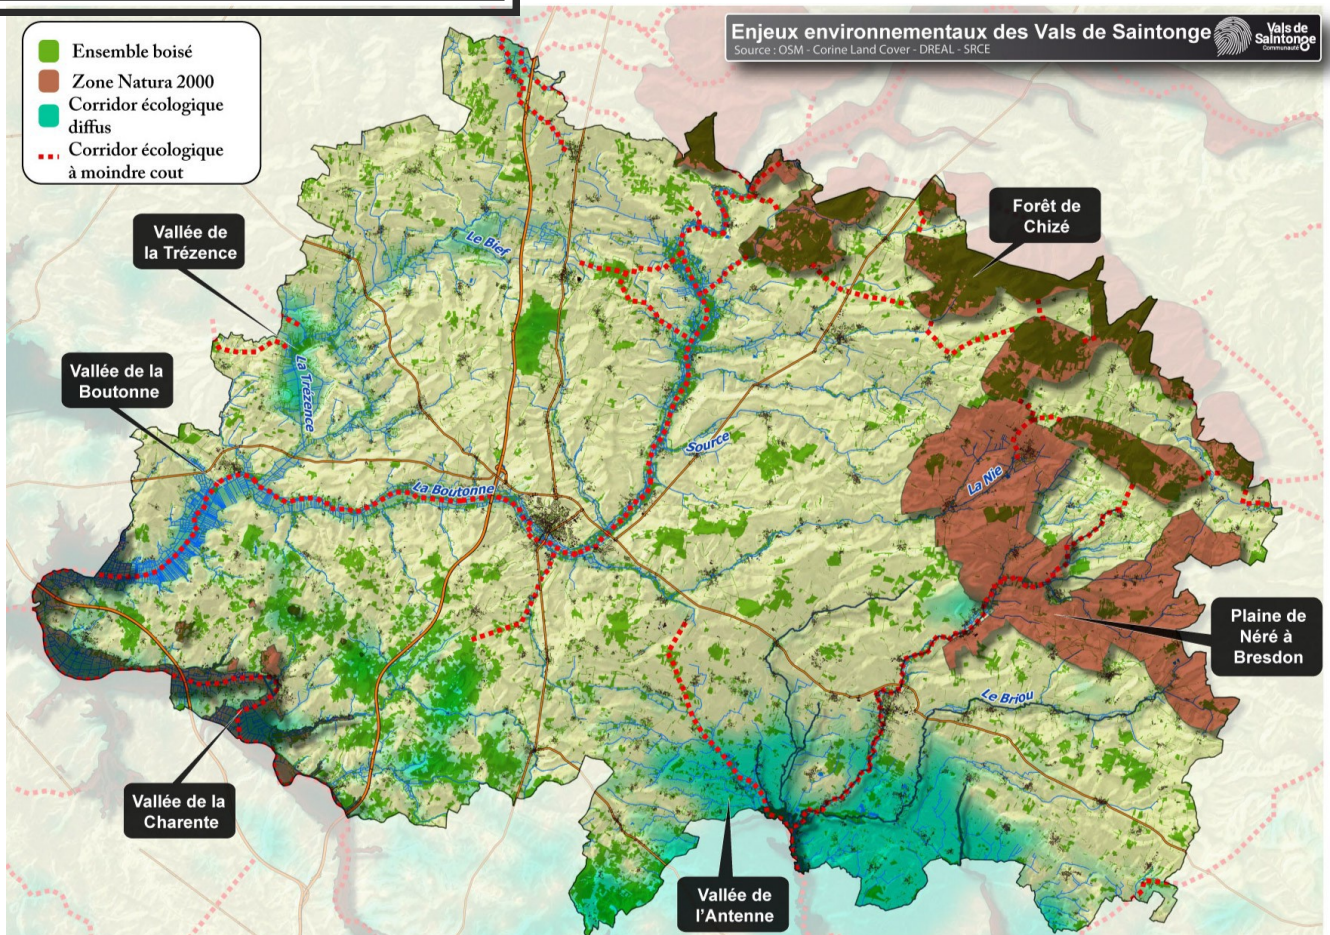 Enjeux environnementaux des Vals de Saintonge
Source : OSM - Corine Land Cover - DREAL - SRCE
Vals de
Saintonge
Communauté
Ensemble boisé
Zone Natura 2000
Corridor écologique
diffus
Corridor écologique
à moindre cout
Vallée de
la Trézence
Le Bief
Forêt de
Chizé
Vallée de la
Boutonne
La Trézence
Source
La Boutonne
La Nie
Plaine de
Néré à
Bresdon
Le Briou
Vallée de la
Charente
Vallée de
l'Antenne